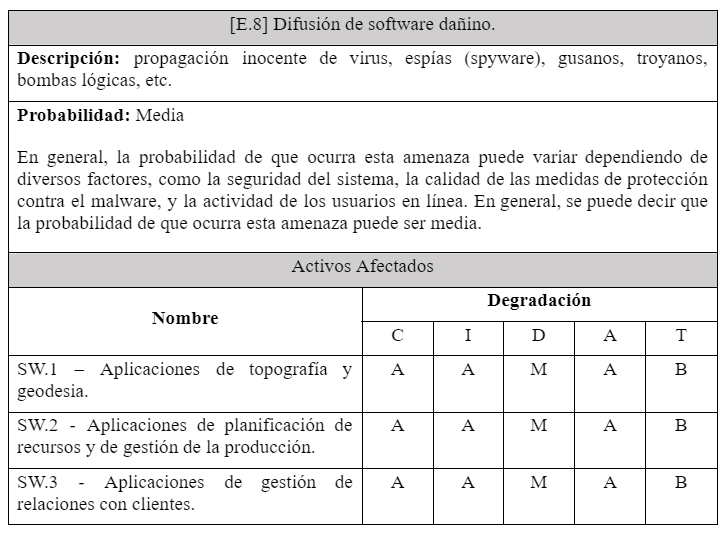 [E.8] Difusión de software dañino.
Descripción: propagación inocente de virus, espías (spyware), gusanos, troyanos,
bombas lógicas, etc.
Probabilidad: Media
En general, la probabilidad de que ocurra esta amenaza puede variar dependiendo de
diversos factores, como la seguridad del sistema, la calidad de las medidas de protección
contra el malware, y la actividad de los usuarios en línea. En general, se puede decir que
la probabilidad de que ocurra esta amenaza puede ser media.
Activos Afectados
Nombre
Degradación
C I D A T
SW.1 – Aplicaciones de topografía y
geodesia.
A A M A B
SW.2 - Aplicaciones de planificación de
recursos y de gestión de la producción.
A A M A B
SW.3 - Aplicaciones de gestión de
relaciones con clientes.
A A M A B